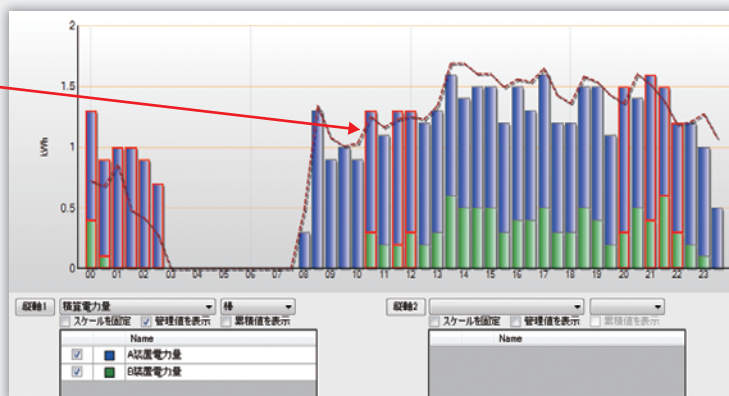 2
1.5
kWh
1
0.5
0
00 01 02 03 04 05 06 07 08 09 10 11 12 13 14 15 16 17 18 19 20 21 22 23
縦軸1 積算電力量 棒 縦軸2
スケールを固定 管理値を表示 累積値を表示 スケールを固定 管理値を表示 累積値を表示
Name Name
A装置電力量
B装置電力量